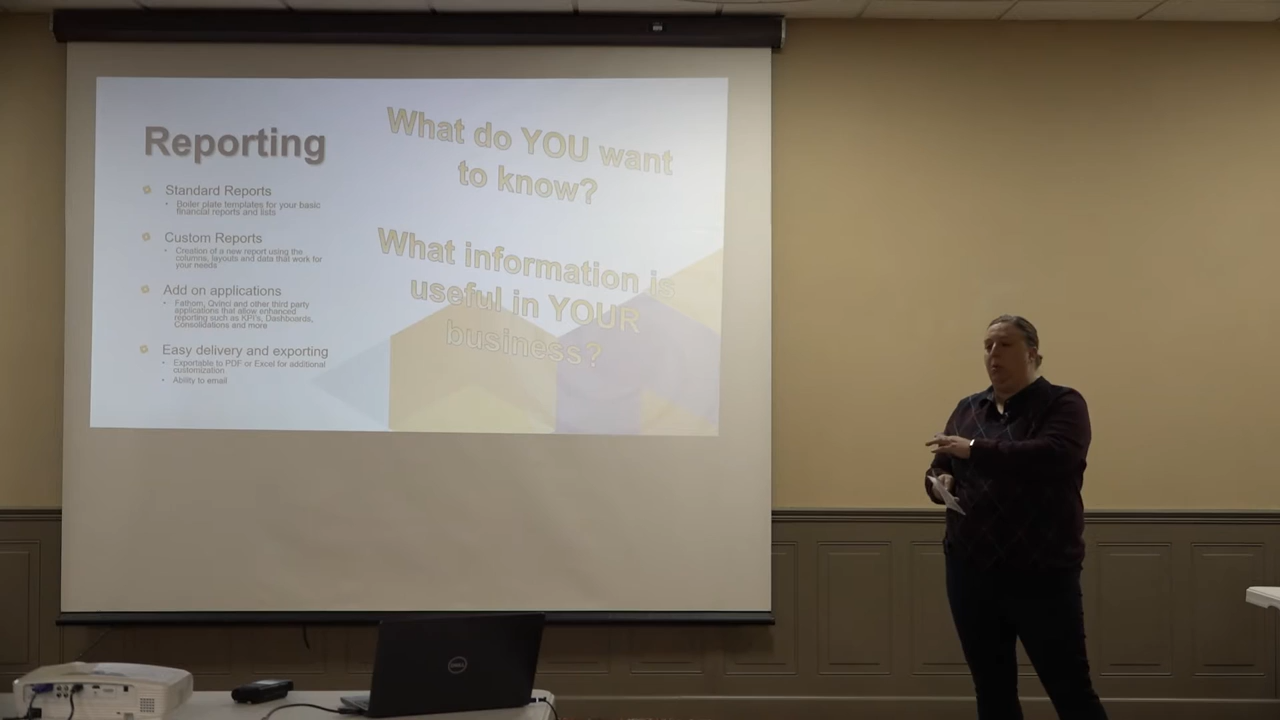 Reporting
Standard Reports
Boiler plate templates for your basic
financial reports and lists
Custom Reports
Creation of a new report using the
columns, layouts and data that work for
your needs
Add on applications
Fathom, Qvinci and other third party
applications that allow enhanced
reporting such as KPI's, Dashboards,
Consolidations and more
Easy delivery and exporting
Exportable to PDF or Excel for additional
customization
Ability to email
What do YOU want
to know?
What information is
useful in YOUR
business?
DELL